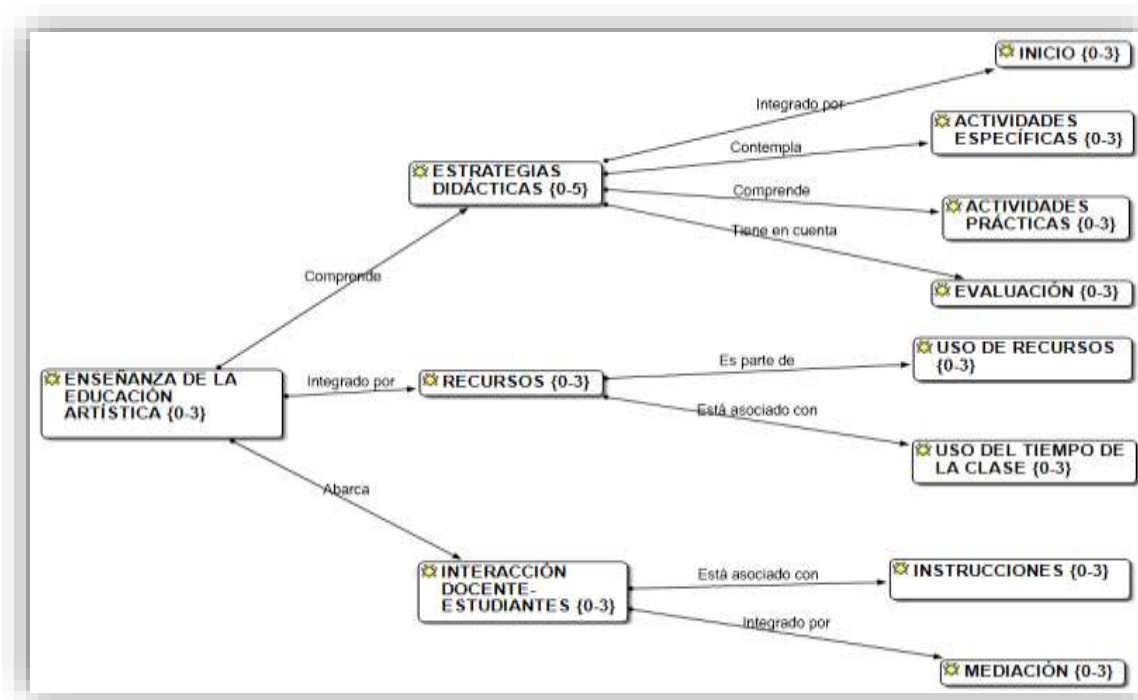 INICIO {0-3}
Integrado por
ACTIVIDADES
ESPECÍFICAS {0-3}
Contempla
ESTRATEGIAS
DIDÁCTICAS {0-5}
Comprende
ACTIVIDADES
PRÁCTICAS {0-3}
Tiene en cuenta
Comprende
EVALUACIÓN {0-3}
USO DE RECURSOS
{0-3}
Es parte de
ENSEÑANZA DE LA
EDUCACIÓN
ARTÍSTICA {0-3}
Integrado por
RECURSOS {0-3}
Está asociado con
USO DEL TIEMPO DE
LA CLASE {0-3}
Abarca
INTERACCIÓN
DOCENTE-
ESTUDIANTES {0-3}
Está asociado con
INSTRUCCIONES {0-3}
Integrado por
MEDIACIÓN {0-3}